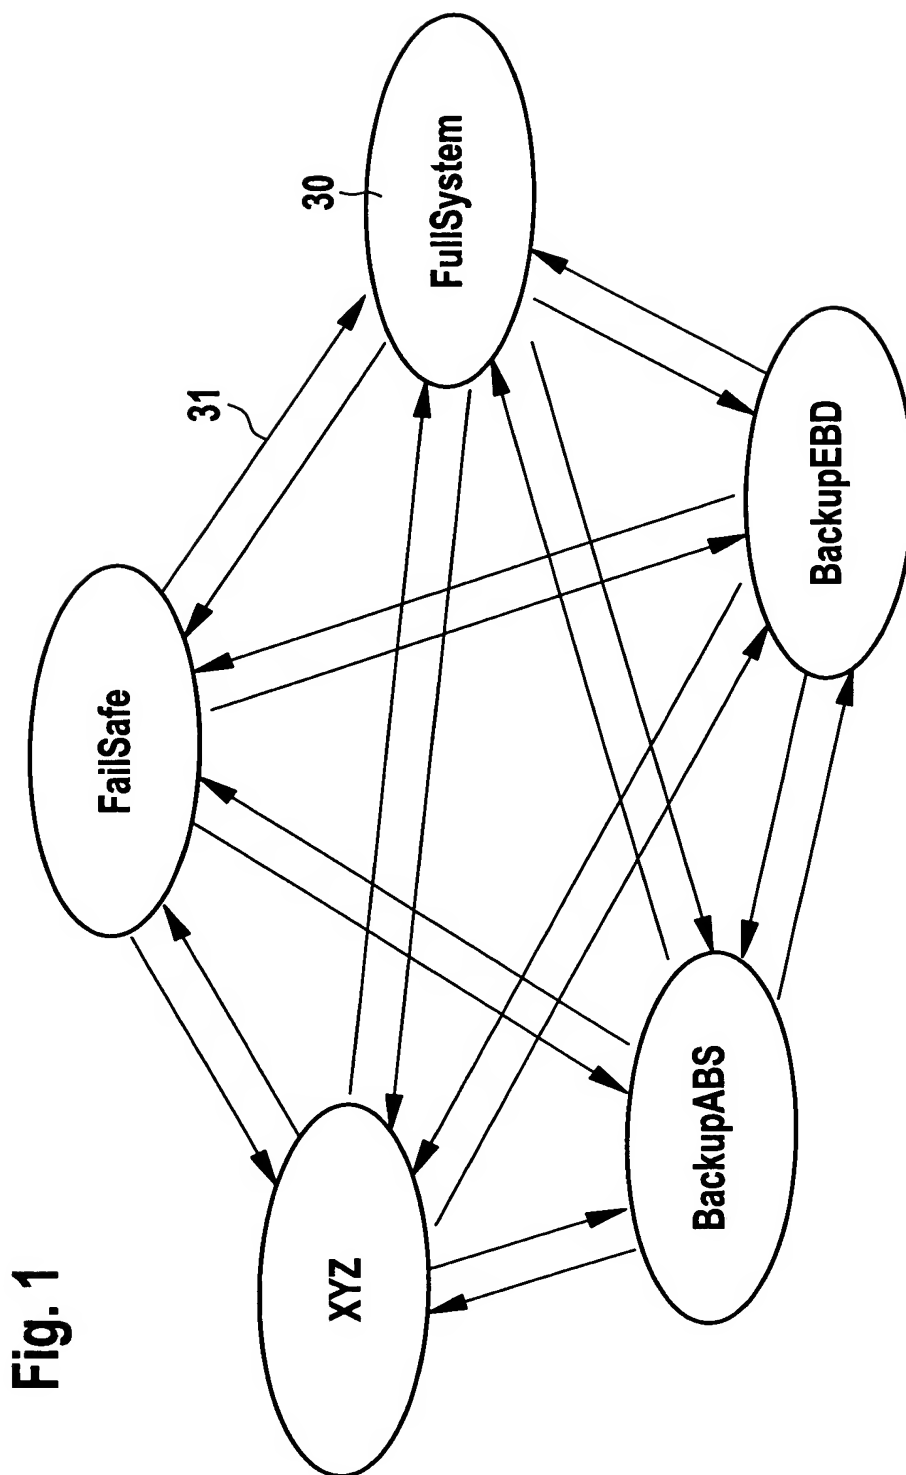 Fig. 1
FailSafe
31
30
XYZ
FullSystem
BackupABS
BackupEBD